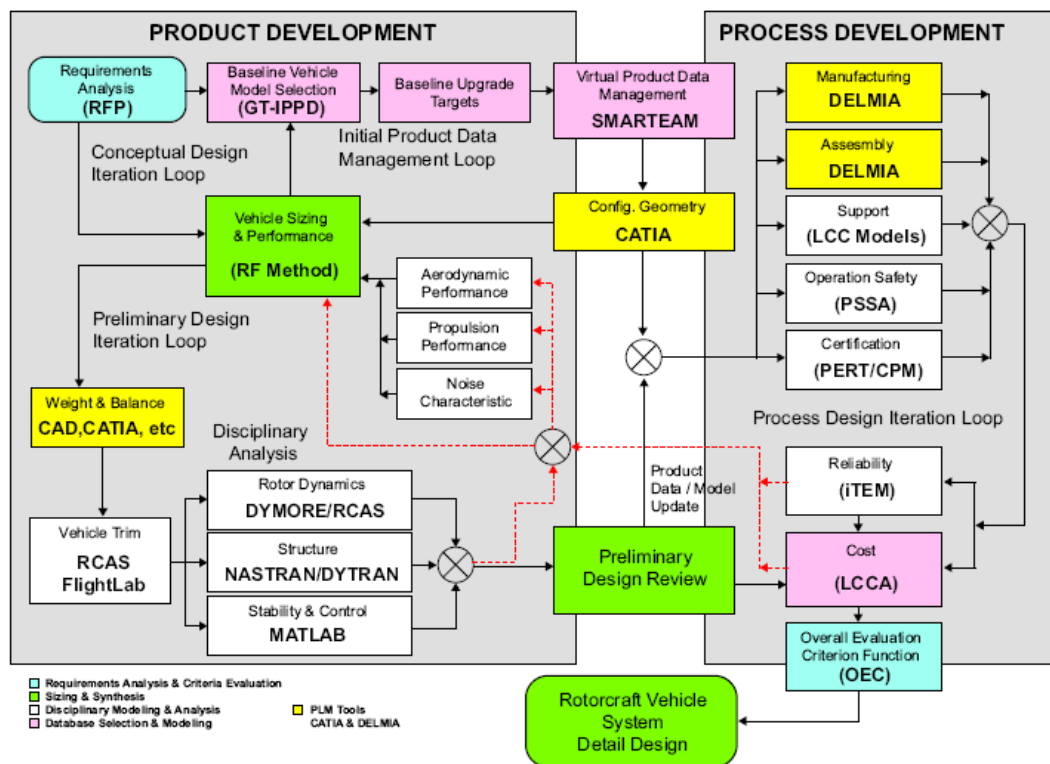 PRODUCT DEVELOPMENT
PROCESS DEVELOPMENT
Requirements
Analysis
(RFP)
Baseline Vehicle
Model Selection
(GT-IPPD)
Baseline Upgrade
Targets
Virtual Product Data
Management
SMARTEAM
Manufacturing
DELMIA
Conceptual Design
Iteration Loop
Initial Product Data
Management Loop
Assesmbly
DELMIA
Vehicle Sizing
& Performance
(RF Method)
Config. Geometry
CATIA
Support
(LCC Models)
Aerodynamic
Performance
Operation Safety
(PSSA)
Preliminary Design
Iteration Loop
Propulsion
Performance
Certification
(PERT/CPM)
Noise
Characteristic
Weight & Balance
CAD,CATIA, etc
Process Design Iteration Loop
Disciplinary
Analysis
Reliability
(iTEM)
Product
Data / Model
Update
Rotor Dynamics
DYMORE/RCAS
Vehicle Trim
RCAS
FlightLab
Structure
NASTRAN/DYTRAN
Preliminary
Design Review
Cost
(LCCA)
Stability & Control
MATLAB
Overall Evaluation
Criterion Function
(OEC)
Requirements Analysis & Criteria Evaluation
Sizing & Synthesis
Disciplinary Modeling & Analysis
Database Selection & Modeling
PLM Tools
CATIA & DELMIA
Rotorcraft Vehicle
System
Detail Design